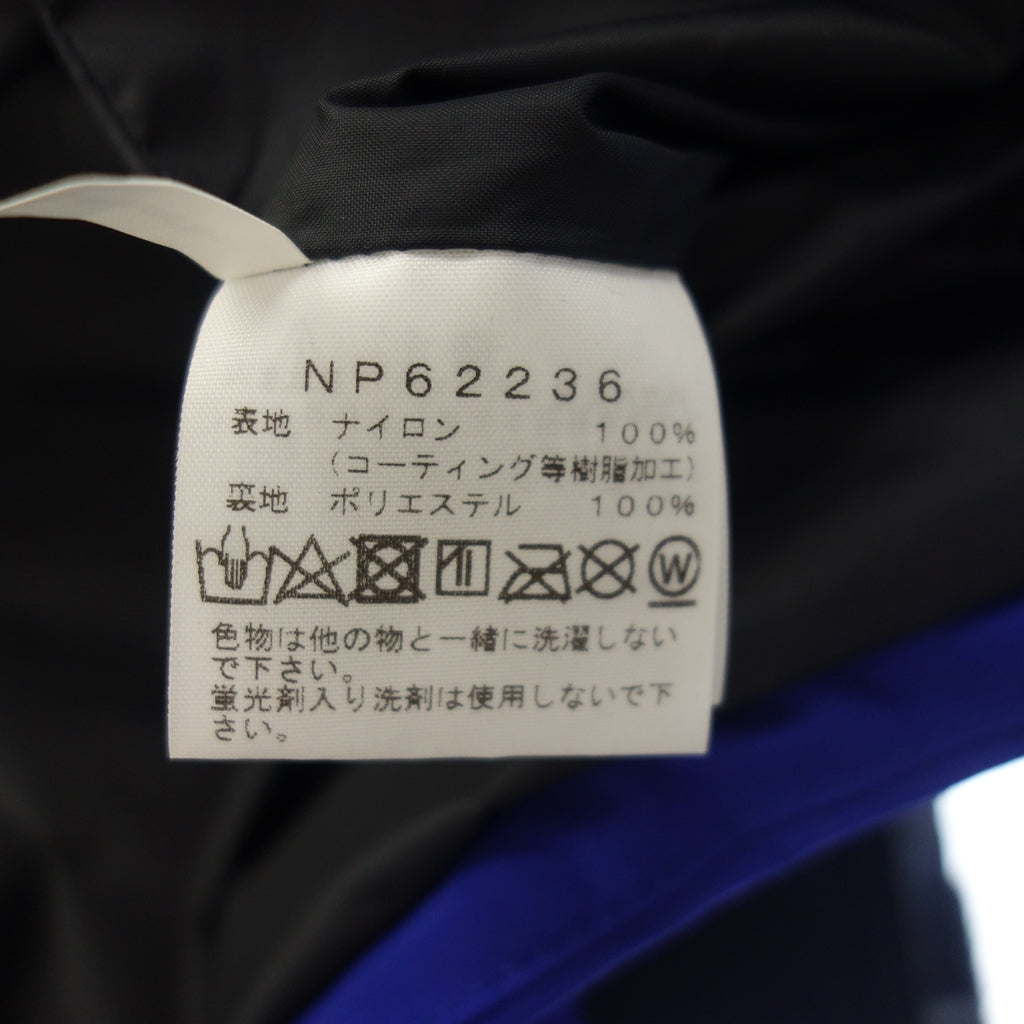 NP62236
表地 ナイロン 100%
(コーティング等樹脂加工)
裏地 ポリエステル 100%
W
色物は他の物と一緒に洗濯しない
で下さい。
蛍光剤入り洗剤は使用しないで下
さい。